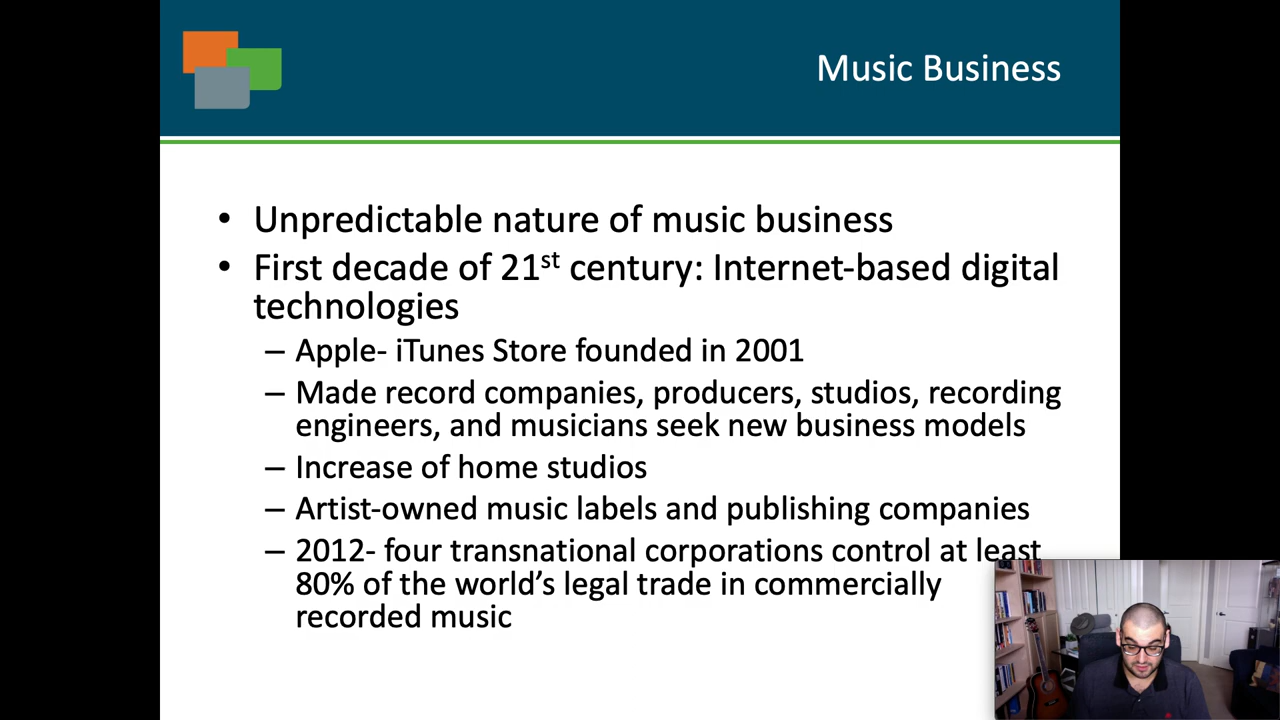 Music Business
• Unpredictable nature of music business
• First decade of 21st century: Internet-based digital
technologies
– Apple- iTunes Store founded in 2001
– Made record companies, producers, studios, recording
engineers, and musicians seek new business models
– Increase of home studios
– Artist-owned music labels and publishing companies
– 2012- four transnational corporations control at least
80% of the world’s legal trade in commercially
recorded music